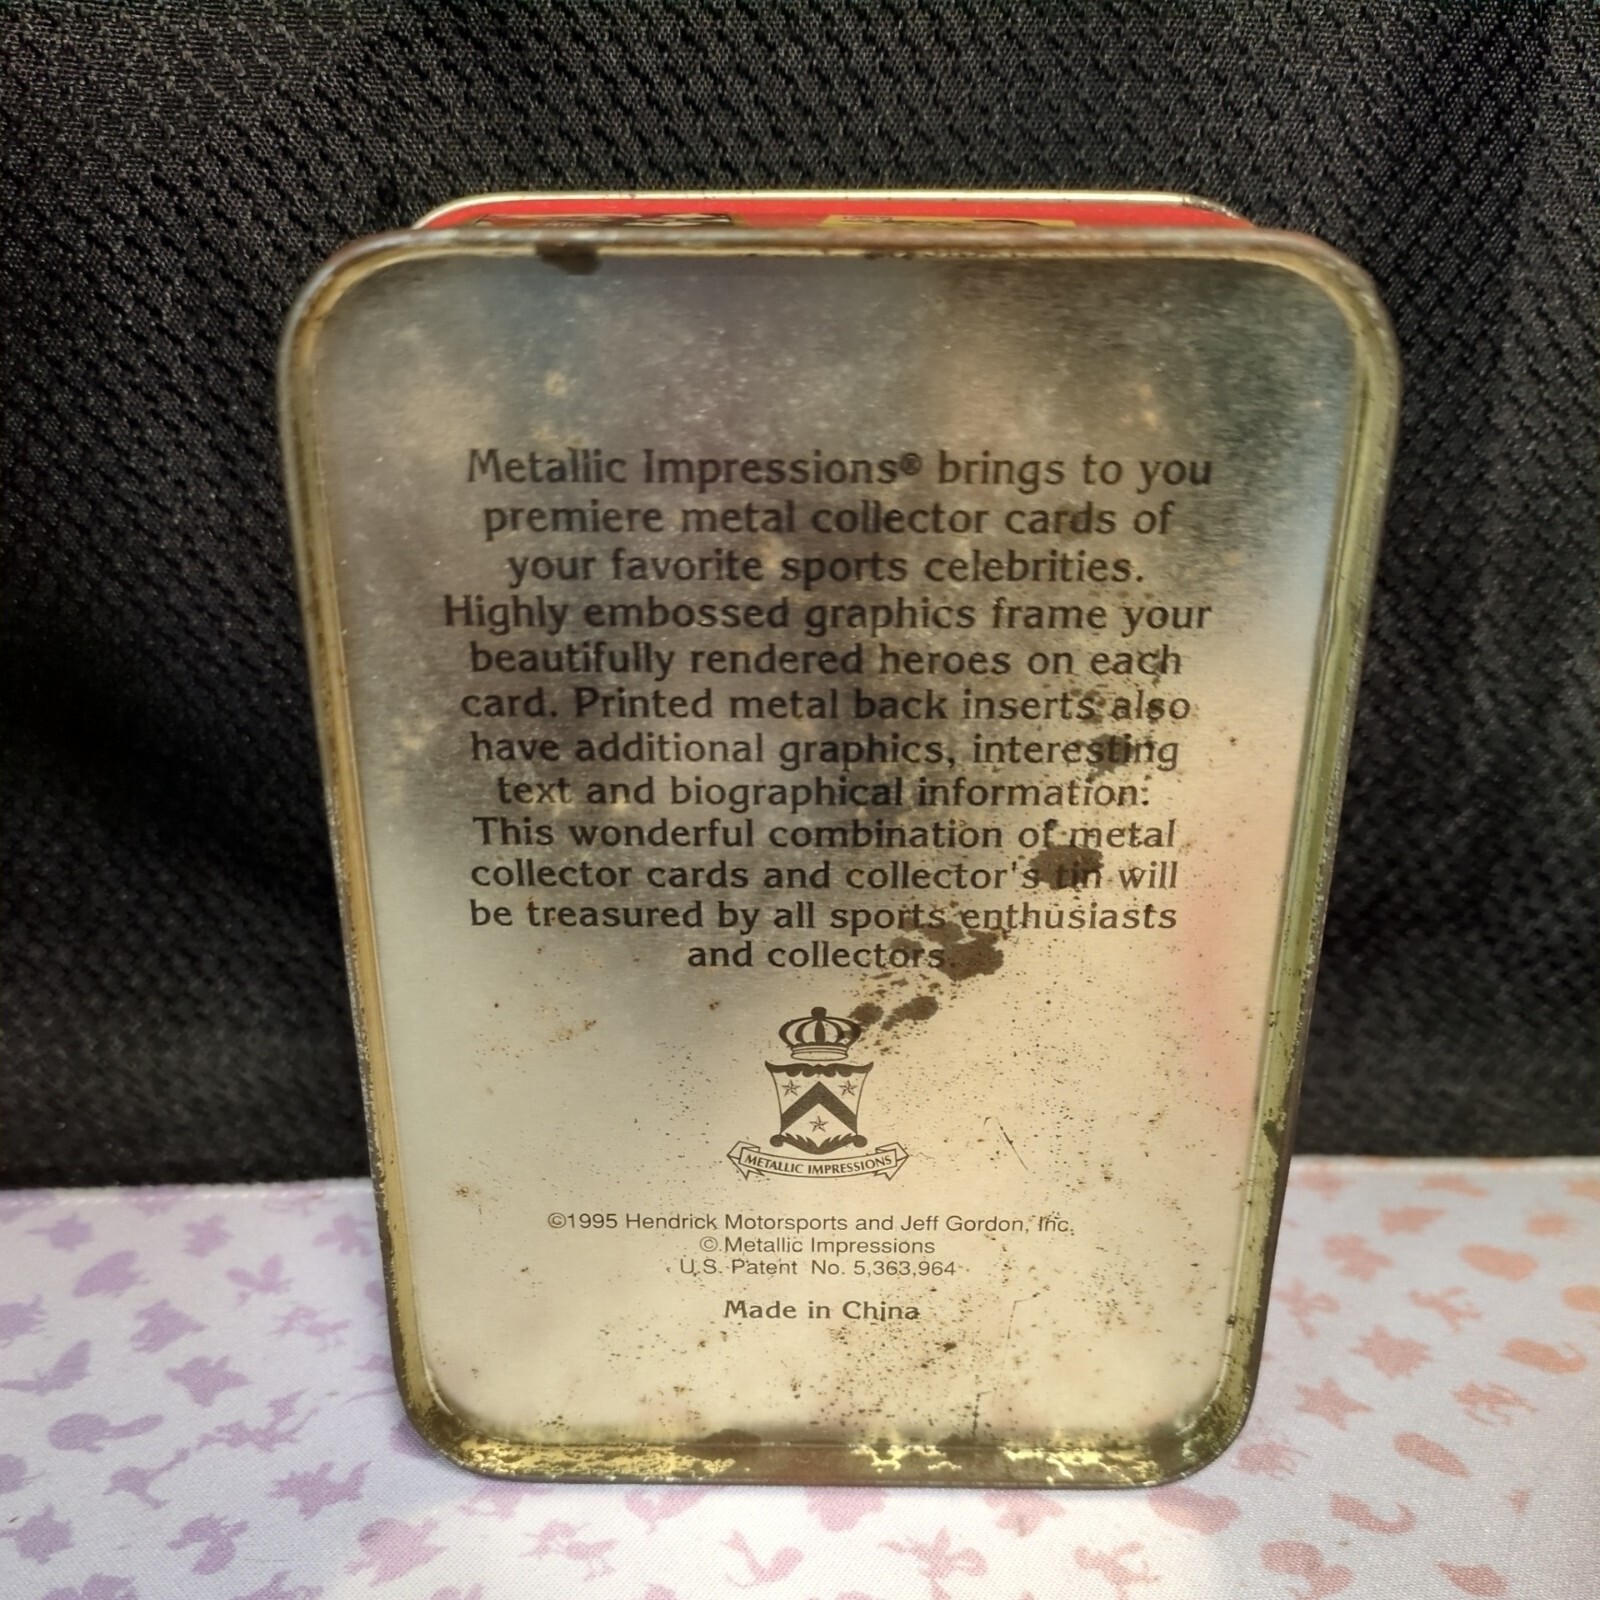 Metallic Impressions® brings to you
premiere metal collector cards of
your favorite sports celebrities.
Highly embossed graphics frame your
beautifully rendered heroes on each
card. Printed metal back inserts also
have additional graphics, interesting
text and biographical information.
This wonderful combination of metal
collector cards and collector's tin will
be treasured by all sports enthusiasts
and collectors.
METALLIC IMPRESSIONS
©1995 Hendrick Motorsports and Jeff Gordon, Inc.
© Metallic Impressions
U.S. Patent No. 5,363,964
Made in China